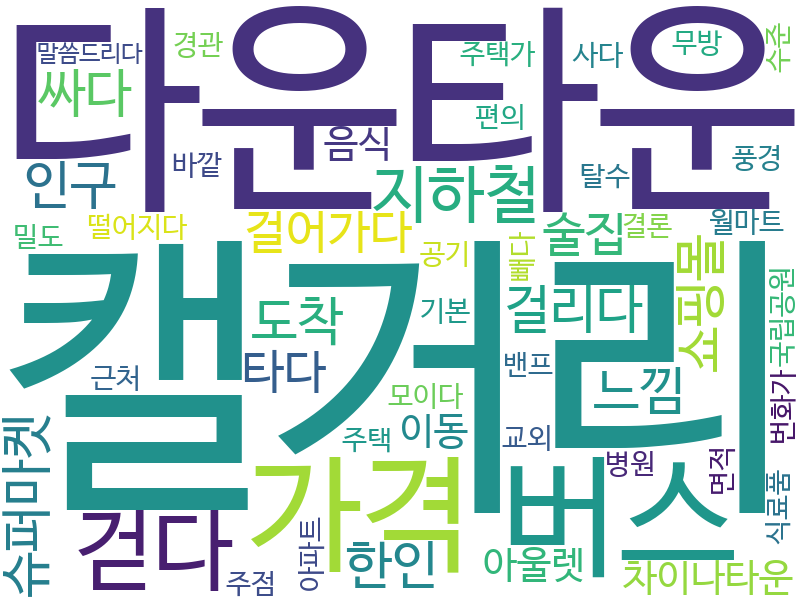 다운타운
말씀드리다
경관
주택가
사다
무방
수준
싸다
편의
음식
바깥
인구
지하철
탈수
풍경
밀도
떨어지다
걸어가다
공기
빼다
술집
결론
월마트
캘거리
도착
기본
걸리다
쇼핑몰
국립공원
근처
타다
모이다
밴프
느낌
번화가
슈퍼마켓
주택
이동
교외
병원
면적
걷다
가격
버스
식료품
주점
아파트
한인
아울렛
차이나타운